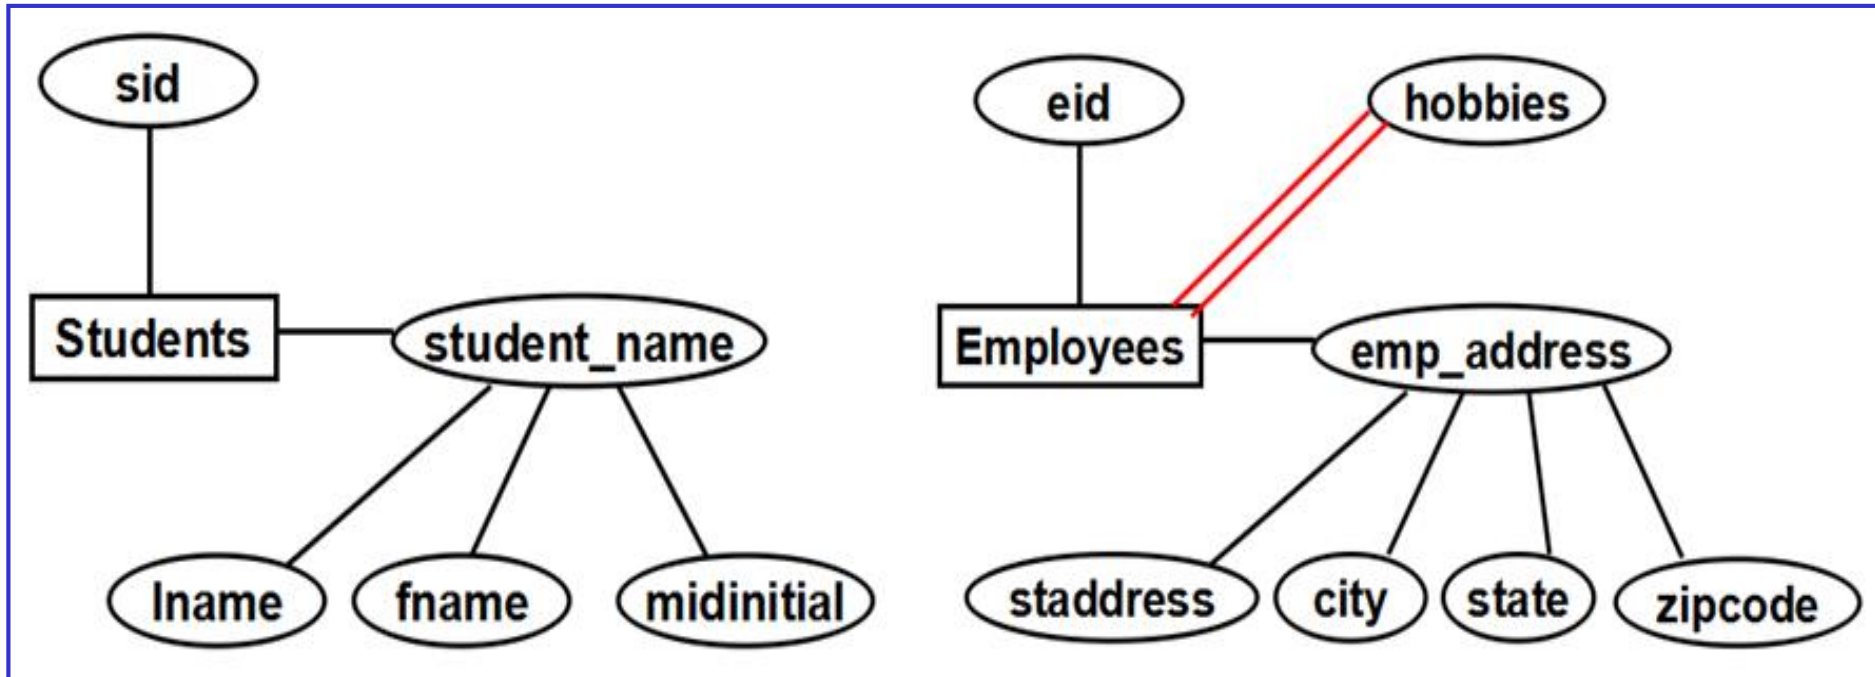 sid
Students
student_name
lname
fname
midinitial
eid
hobbies
Employees
emp_address
staddress
city
state
zipcode